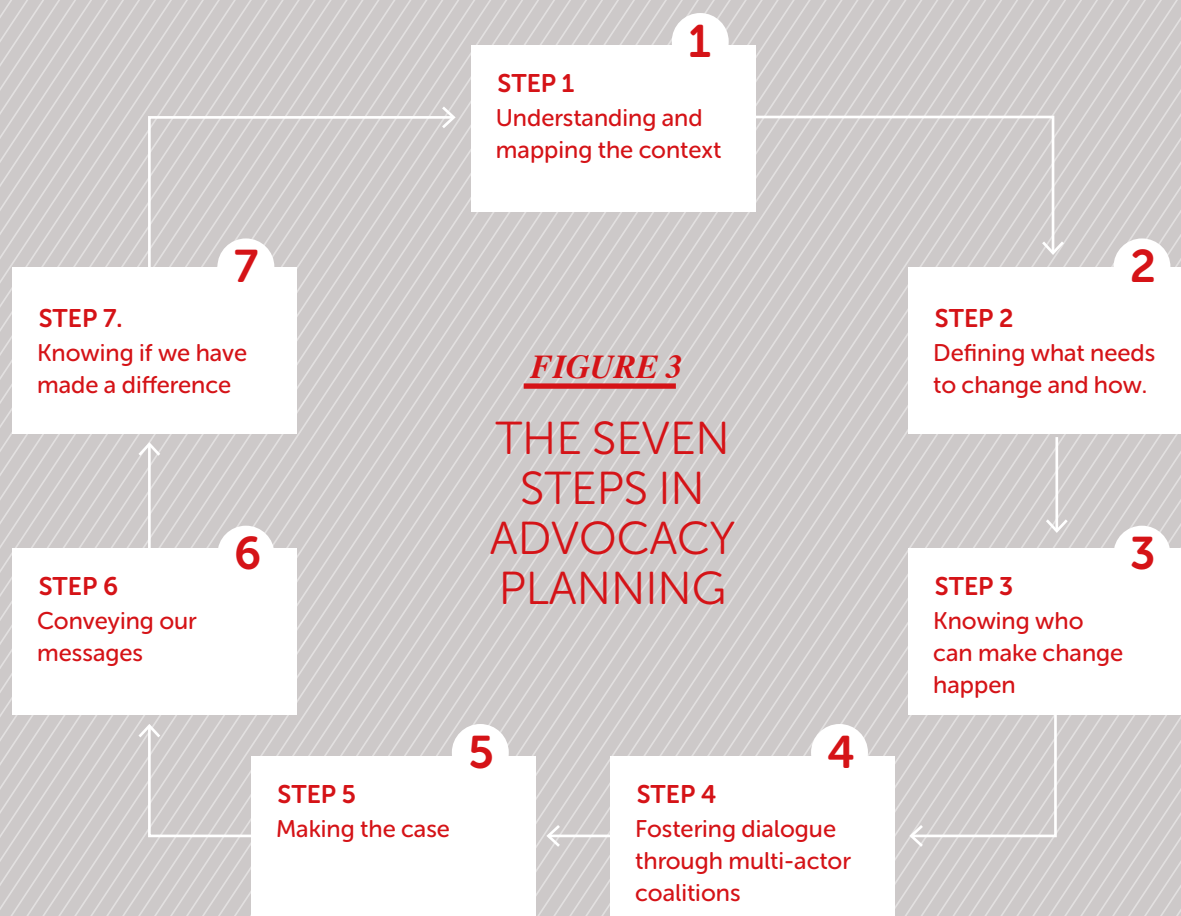 1
STEP 1
Understanding and
mapping the context
2
STEP 2
Defining what needs
to change and how.
3
STEP 3
Knowing who
can make change
happen
4
STEP 4
Fostering dialogue
through multi-actor
coalitions
5
STEP 5
Making the case
6
STEP 6
Conveying our
messages
7
STEP 7.
Knowing if we have
made a difference
FIGURE 3
THE SEVEN
STEPS IN
ADVOCACY
PLANNING